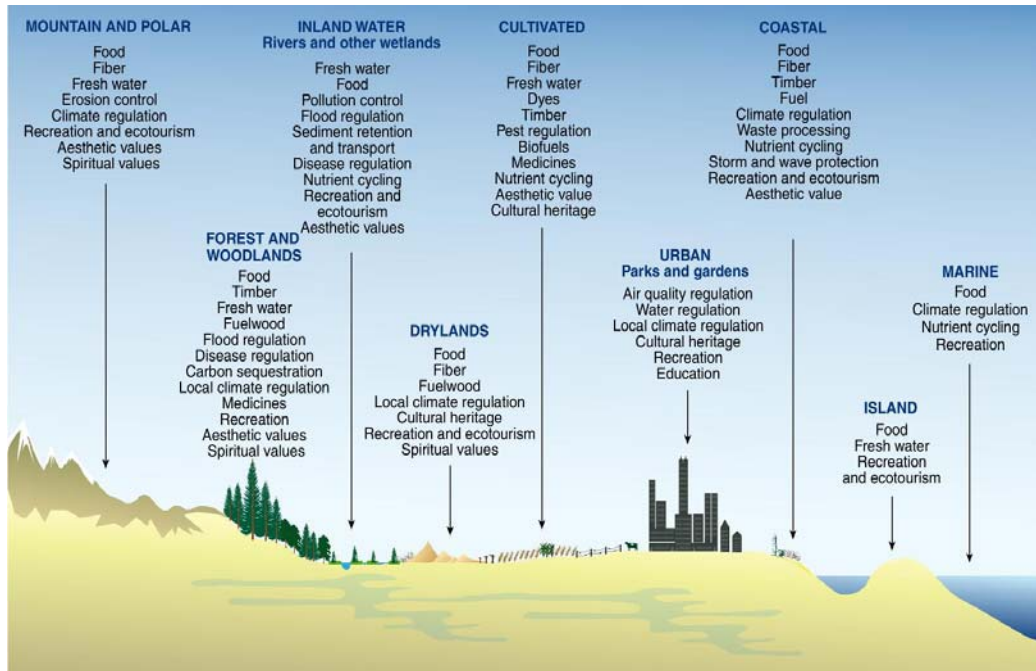 MOUNTAIN AND POLAR
Food
Fiber
Fresh water
Erosion control
Climate regulation
Recreation and ecotourism
Aesthetic values
Spiritual values
INLAND WATER
Rivers and other wetlands
Fresh water
Food
Pollution control
Flood regulation
Sediment retention
and transport
Disease regulation
Nutrient cycling
Recreation and
ecotourism
Aesthetic values
CULTIVATED
Food
Fiber
Fresh water
Dyes
Timber
Pest regulation
Biofuels
Medicines
Nutrient cycling
Aesthetic value
Cultural heritage
COASTAL
Food
Fiber
Timber
Fuel
Climate regulation
Waste processing
Nutrient cycling
Storm and wave protection
Recreation and ecotourism
Aesthetic value
FOREST AND
WOODLANDS
Food
Timber
Fresh water
Fuelwood
Flood regulation
Disease regulation
Carbon sequestration
Local climate regulation
Medicines
Recreation
Aesthetic values
Spiritual values
DRYLANDS
Food
Fiber
Fuelwood
Local climate regulation
Cultural heritage
Recreation and ecotourism
Spiritual values
URBAN
Parks and gardens
Air quality regulation
Water regulation
Local climate regulation
Cultural heritage
Recreation
Education
MARINE
Food
Climate regulation
Nutrient cycling
Recreation
ISLAND
Food
Fresh water
Recreation
and ecotourism